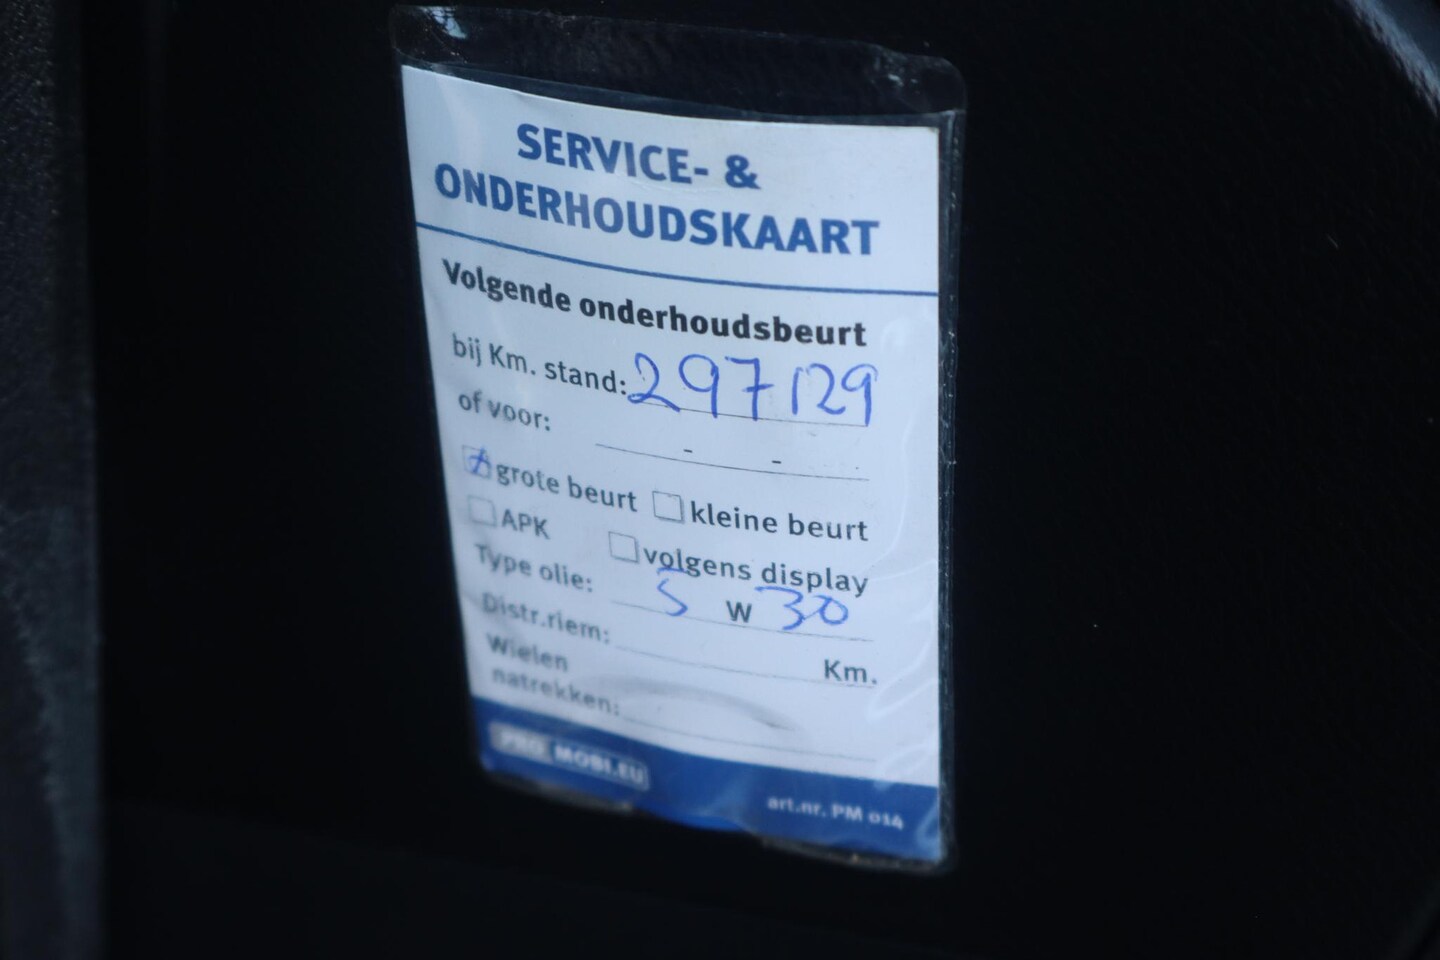 SERVICE- &
ONDERHOUDSKAART
Volgende onderhoudsbeurt
bij Km. stand: 297129
of voor: - -
grote beurt kleine beurt
APK volgens display
Type olie: 5 W 30
Distr.riem: Km.
Wielen
natrekken:
PRO MOBI.EU
art.nr. PM 014